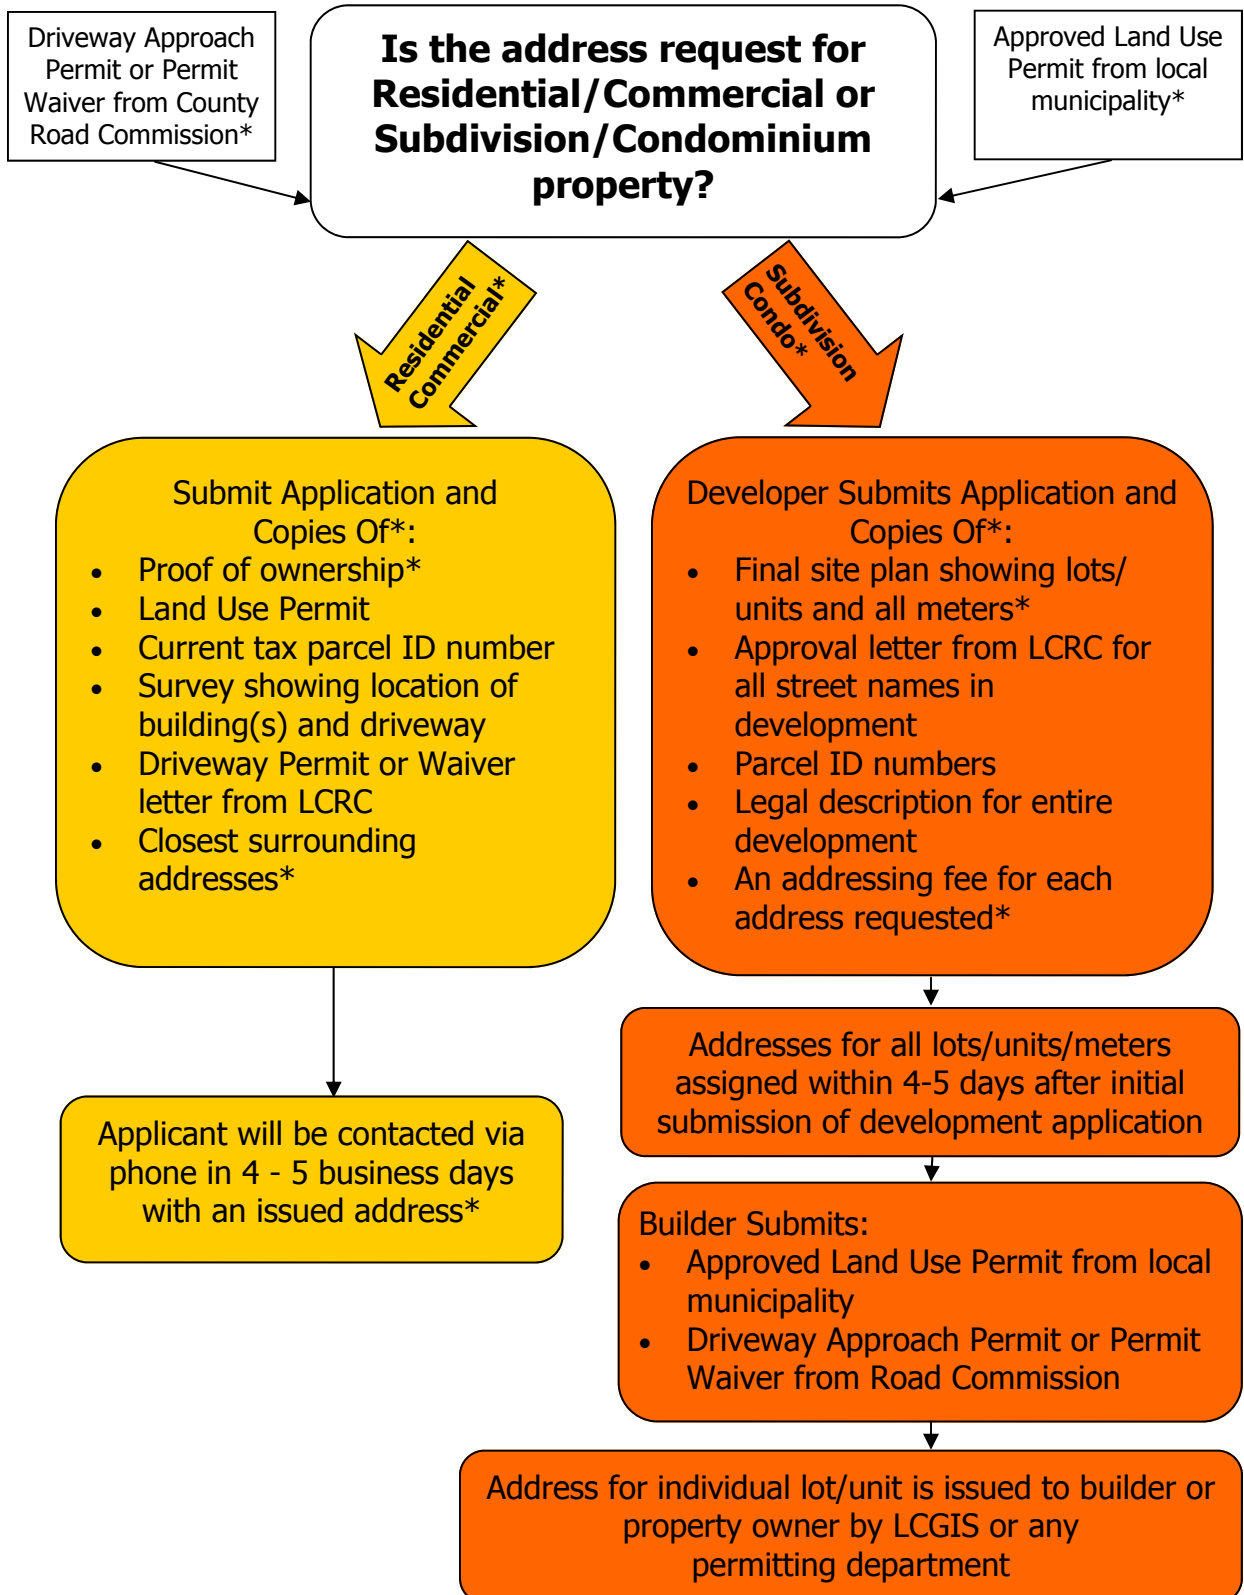 Driveway Approach
Permit or Permit
Waiver from County
Road Commission*
Is the address request for
Residential/Commercial or
Subdivision/Condominium
property?
Approved Land Use
Permit from local
municipality*
Residential
Commercial*
Subdivision
Condo*
Submit Application and
Copies Of*:
• Proof of ownership*
• Land Use Permit
• Current tax parcel ID number
• Survey showing location of
building(s) and driveway
• Driveway Permit or Waiver
letter from LCRC
• Closest surrounding
addresses*
Applicant will be contacted via
phone in 4 - 5 business days
with an issued address*
Developer Submits Application and
Copies Of*:
• Final site plan showing lots/
units and all meters*
• Approval letter from LCRC for
all street names in
development
• Parcel ID numbers
• Legal description for entire
development
• An addressing fee for each
address requested*
Addresses for all lots/units/meters
assigned within 4-5 days after initial
submission of development application
Builder Submits:
• Approved Land Use Permit from local
municipality
• Driveway Approach Permit or Permit
Waiver from Road Commission
Address for individual lot/unit is issued to builder or
property owner by LCGIS or any
permitting department